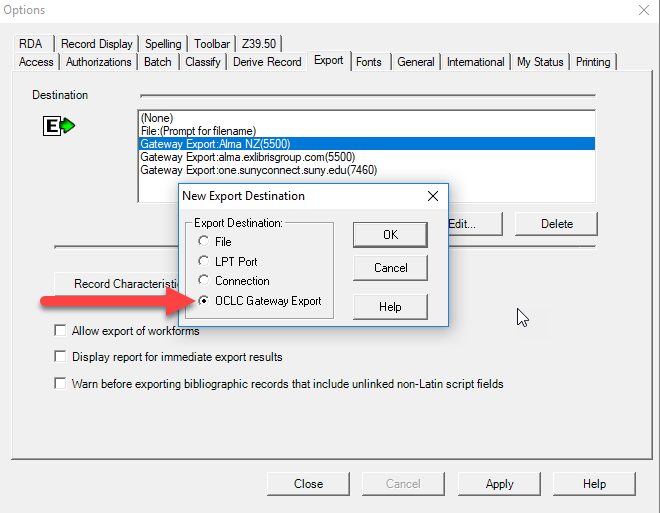 Options
RDA Record Display Spelling Toolbar Z39.50
Access Authorizations Batch Classify Derive Record Export Fonts General International My Status Printing
Destination
E
(None)
File:(Prompt for filename)
Gateway Export:Alma NZ(5500)
Gateway Export:alma.exlibrisgroup.com(5500)
Gateway Export:one.sunyconnect.suny.edu(7460)
New Export Destination
Export Destination:
File
LPT Port
Connection
OCLC Gateway Export
OK
Cancel
Help
Edit...
Delete
Record Characteristi
Allow export of workforms
Display report for immediate export results
Warn before exporting bibliographic records that include unlinked non-Latin script fields
Close Cancel Apply Help